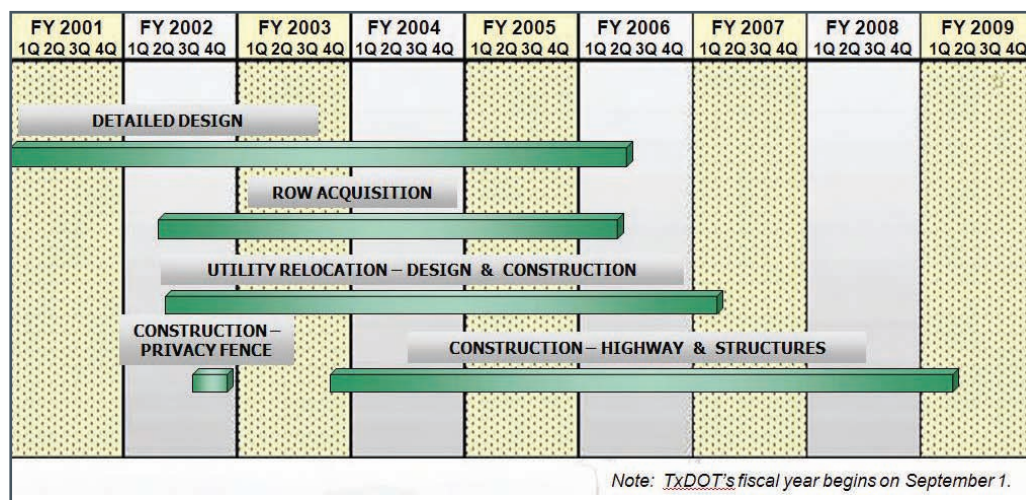 FY 2001 FY 2002 FY 2003 FY 2004 FY 2005 FY 2006 FY 2007 FY 2008 FY 2009
1Q 2Q 3Q 4Q 1Q 2Q 3Q 4Q 1Q 2Q 3Q 4Q 1Q 2Q 3Q 4Q 1Q 2Q 3Q 4Q 1Q 2Q 3Q 4Q 1Q 2Q 3Q 4Q 1Q 2Q 3Q 4Q 1Q 2Q 3Q 4Q
DETAILED DESIGN
ROW ACQUISITION
UTILITY RELOCATION – DESIGN & CONSTRUCTION
CONSTRUCTION –
PRIVACY FENCE
CONSTRUCTION – HIGHWAY & STRUCTURES
Note: TxDOT's fiscal year begins on September 1.